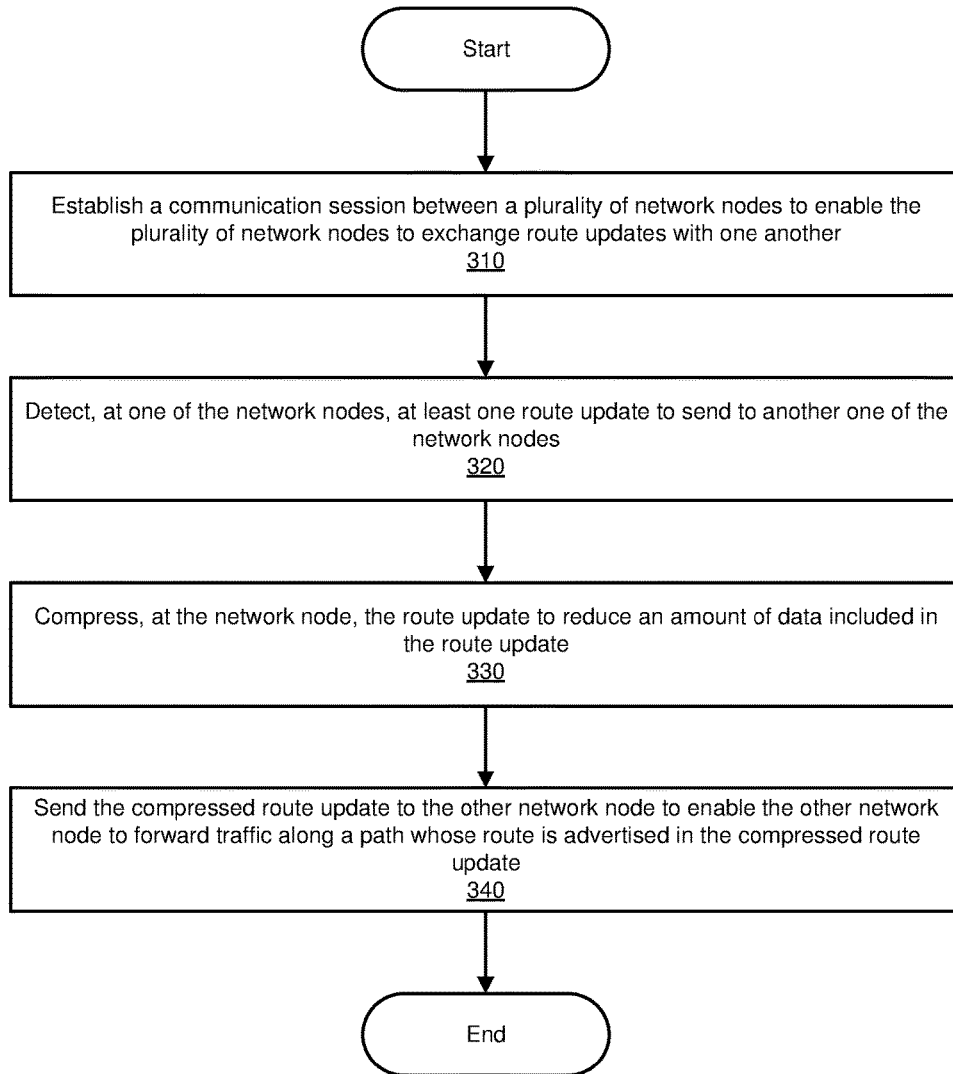 Start
Establish a communication session between a plurality of network nodes to enable the
plurality of network nodes to exchange route updates with one another
310
Detect, at one of the network nodes, at least one route update to send to another one of the
network nodes
320
Compress, at the network node, the route update to reduce an amount of data included in
the route update
330
Send the compressed route update to the other network node to enable the other network
node to forward traffic along a path whose route is advertised in the compressed route
update
340
End